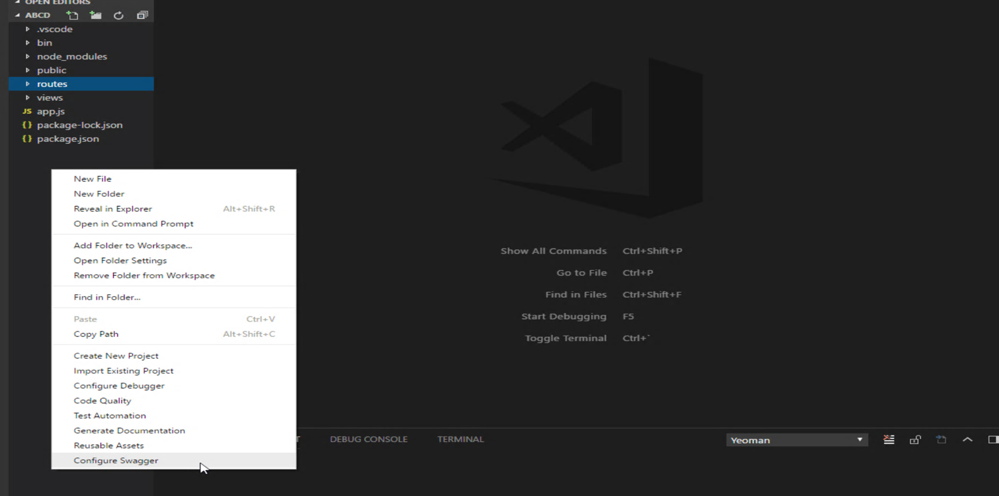 OPEN EDITORS
ABCD
.vscode
bin
node_modules
public
routes
views
JS app.js
{} package-lock.json
{} package.json
New File
New Folder
Reveal in Explorer Alt+Shift+R
Open in Command Prompt
Add Folder to Workspace...
Open Folder Settings
Remove Folder from Workspace
Find in Folder...
Paste Ctrl+V
Copy Path Alt+Shift+C
Create New Project
Import Existing Project
Configure Debugger
Code Quality
Test Automation
Generate Documentation
Reusable Assets
Configure Swagger
Show All Commands Ctrl+Shift+P
Go to File Ctrl+P
Find in Files Ctrl+Shift+F
Start Debugging F5
Toggle Terminal Ctrl+`
T DEBUG CONSOLE TERMINAL Yeoman